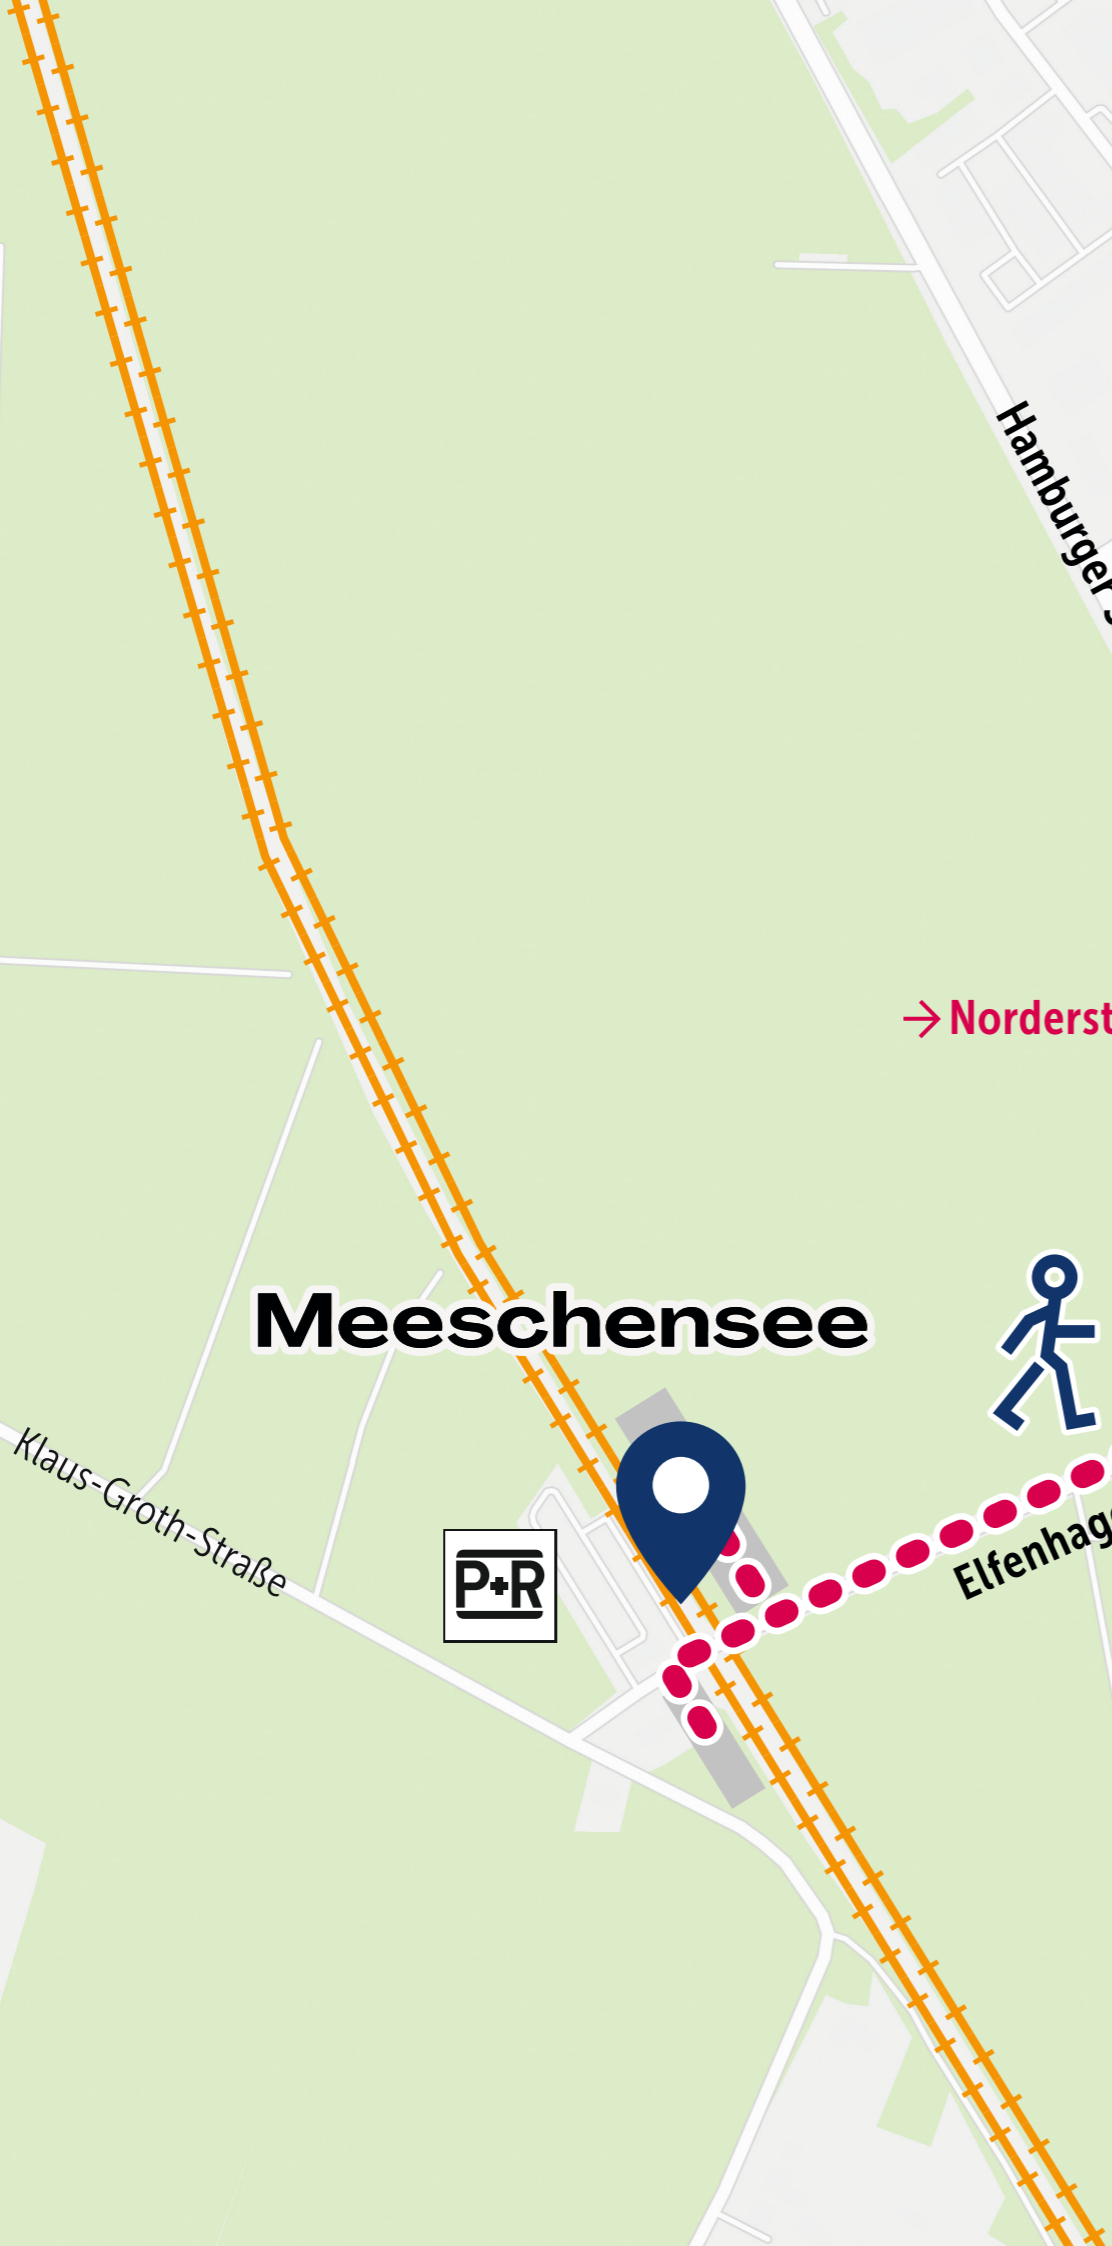 Hamburger
→ Norderst
Meeschensee
Klaus-Groth-Straße
P+R
Elfenhag